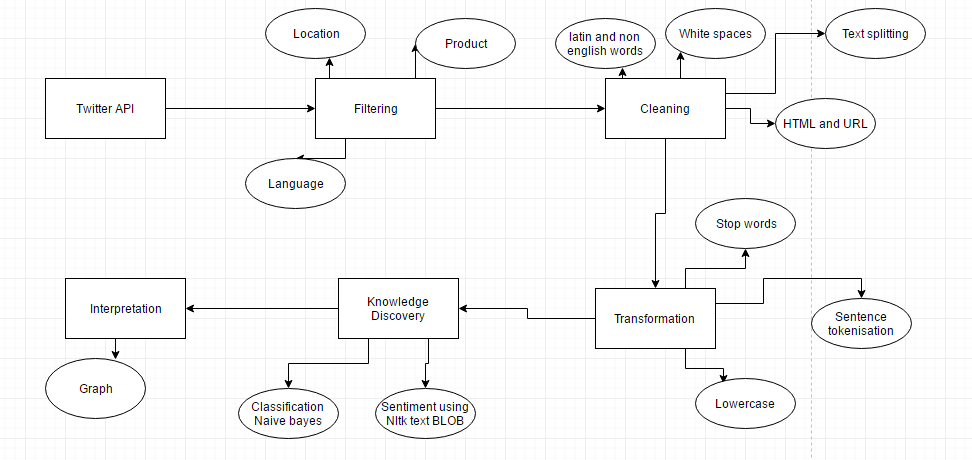 Location
Product
latin and non
english words
White spaces
Text splitting
Twitter API
Filtering
Cleaning
HTML and URL
Language
Stop words
Interpretation
Knowledge
Discovery
Transformation
Sentence
tokenisation
Graph
Classification
Naive bayes
Sentiment using
Nltk text BLOB
Lowercase